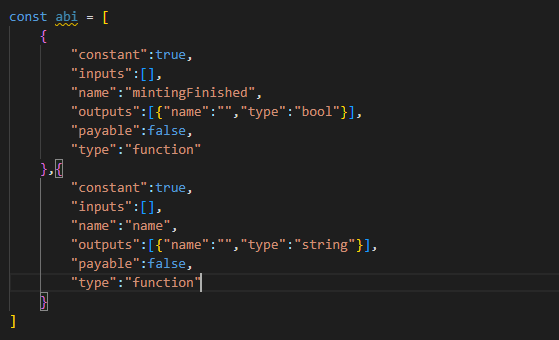 const abi = [
{
"constant":true,
"inputs":[],
"name":"mintingFinished",
"outputs":[{"name":"","type":"bool"}],
"payable":false,
"type":"function"
},{
"constant":true,
"inputs":[],
"name":"name",
"outputs":[{"name":"","type":"string"}],
"payable":false,
"type":"function"
}
]